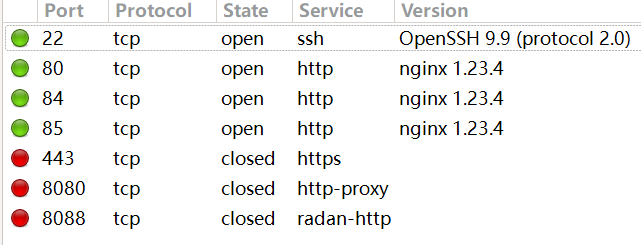 Port Protocol State Service Version
22 tcp open ssh OpenSSH 9.9 (protocol 2.0)
80 tcp open http nginx 1.23.4
84 tcp open http nginx 1.23.4
85 tcp open http nginx 1.23.4
443 tcp closed https
8080 tcp closed http-proxy
8088 tcp closed radan-http